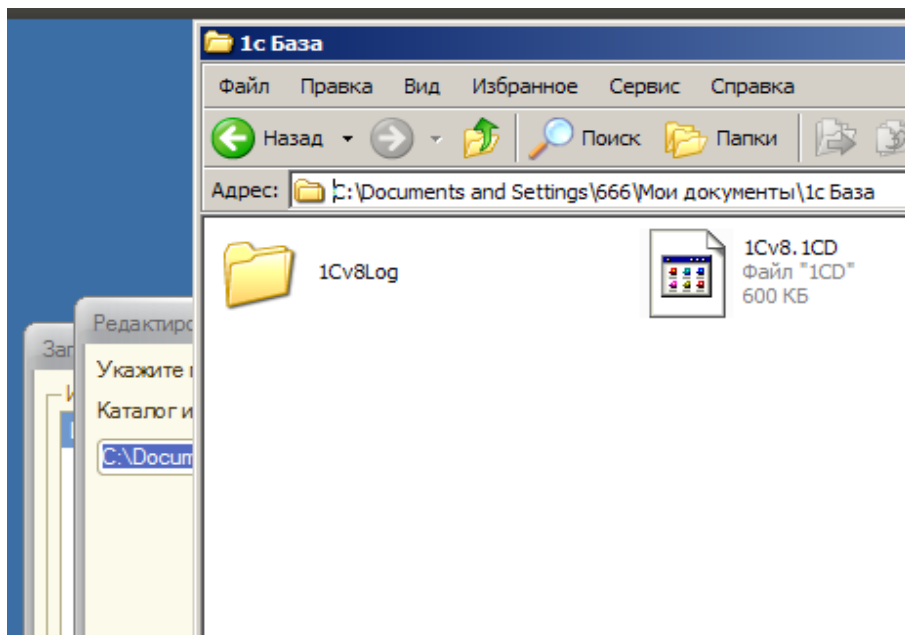 1с База
Файл Правка Вид Избранное Сервис Справка
Назад Поиск Папки
Адрес: C:\Documents and Settings\666\Мои документы\1с База
1Cv8Log
1Cv8.1CD
Файл "1CD"
600 КБ
Укажите
Каталог
C:\Docum